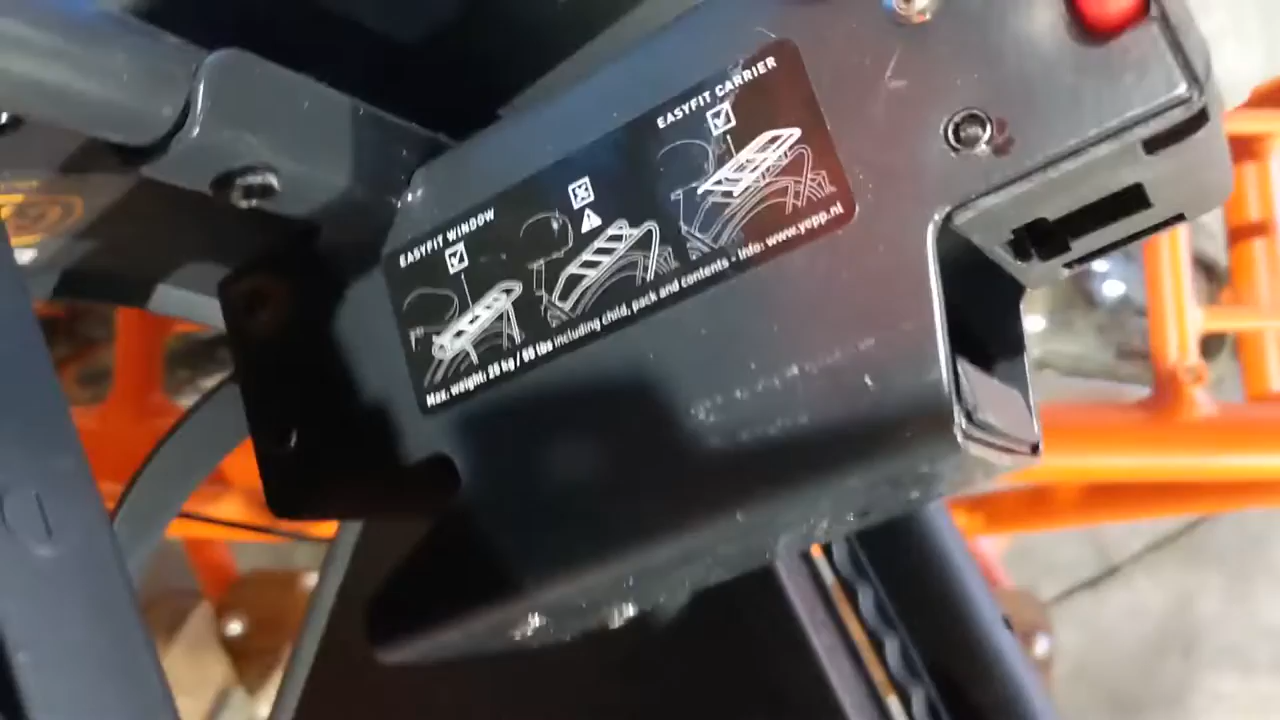 EASYFIT WINDOW
EASYFIT CARRIER
Max. weight: 25 kg / 55 lbs including child, pack and contents - Info: www.yepp.nl